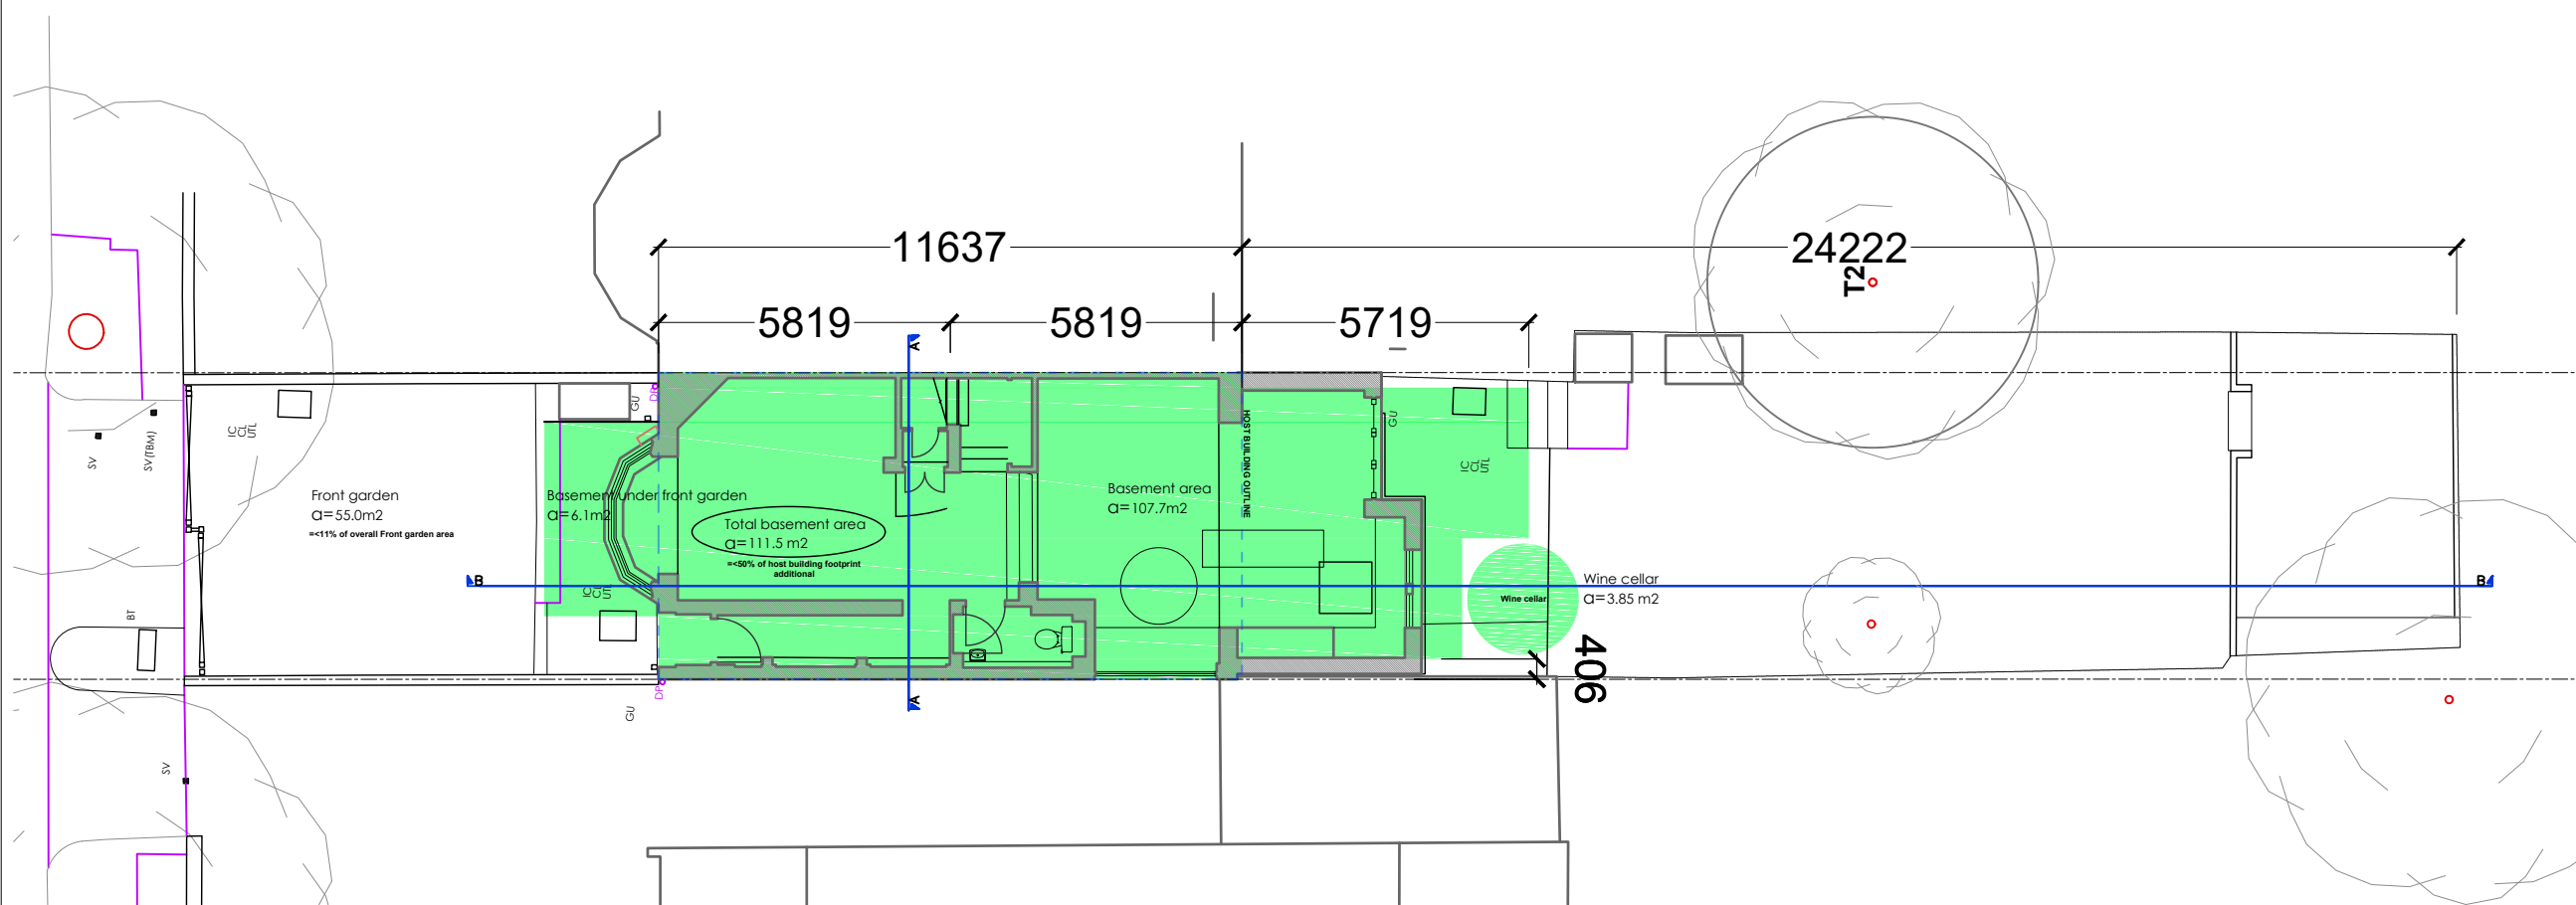 11637
24222
T2
5819
5819
5719
A
GU
DP
HOST BUILDING OUTLINE
GU
IC
CL
UTL
IC
CL
UTL
SV
SV(TBM)
Front garden
a=55.0m2
=<11% of overall Front garden area
Basement under front garden
a=6.1m2
Total basement area
a=111.5 m2
=<50% of host building footprint
additional
Basement area
a=107.7m2
B
B
IC
CL
UTL
Wine cellar
Wine cellar
a=3.85 m2
BT
406
DP
GU
A
SV